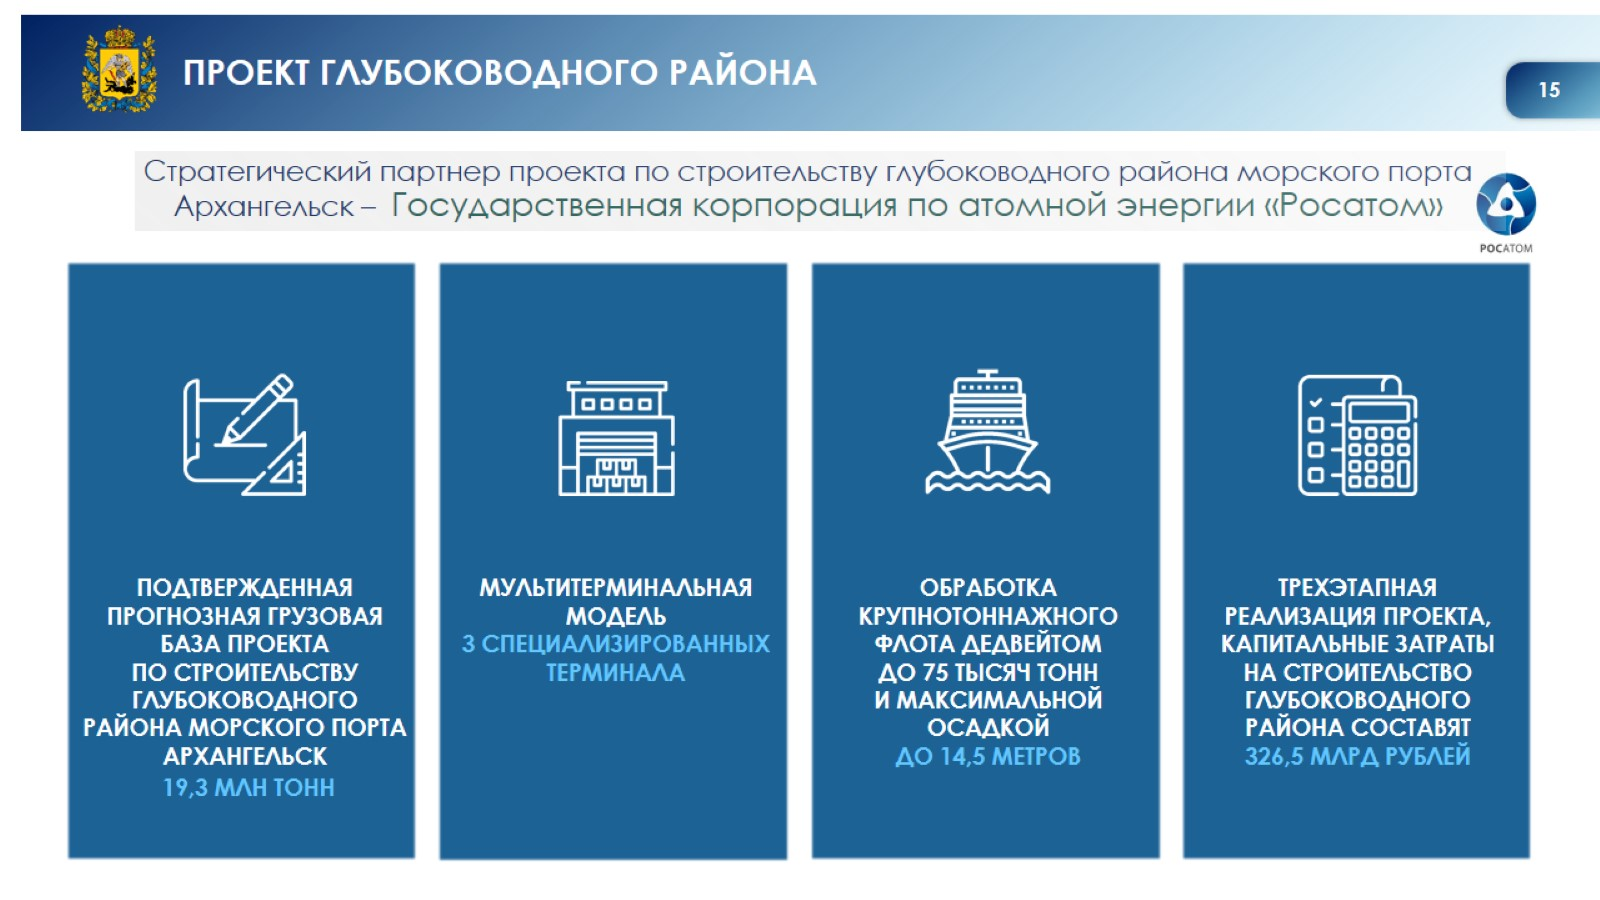 ПРОЕКТ ГЛУБОКОВОДНОГО РАЙОНА
15
Стратегический партнер проекта по строительству глубоководного района морского порта
Архангельск – Государственная корпорация по атомной энергии «Росатом»
РОСАТОМ
ПОДТВЕРЖДЕННАЯ
ПРОГНОЗНАЯ ГРУЗОВАЯ
БАЗА ПРОЕКТА
ПО СТРОИТЕЛЬСТВУ
ГЛУБОКОВОДНОГО
РАЙОНА МОРСКОГО ПОРТА
АРХАНГЕЛЬСК
19,3 МЛН ТОНН
МУЛЬТИТЕРМИНАЛЬНАЯ
МОДЕЛЬ
3 СПЕЦИАЛИЗИРОВАННЫХ
ТЕРМИНАЛА
ОБРАБОТКА
КРУПНОТОННАЖНОГО
ФЛОТА ДЕДВЕЙТОМ
ДО 75 ТЫСЯЧ ТОНН
И МАКСИМАЛЬНОЙ
ОСАДКОЙ
ДО 14,5 МЕТРОВ
ТРЕХЭТАПНАЯ
РЕАЛИЗАЦИЯ ПРОЕКТА,
КАПИТАЛЬНЫЕ ЗАТРАТЫ
НА СТРОИТЕЛЬСТВО
ГЛУБОКОВОДНОГО
РАЙОНА СОСТАВЯТ
326,5 МЛРД РУБЛЕЙ